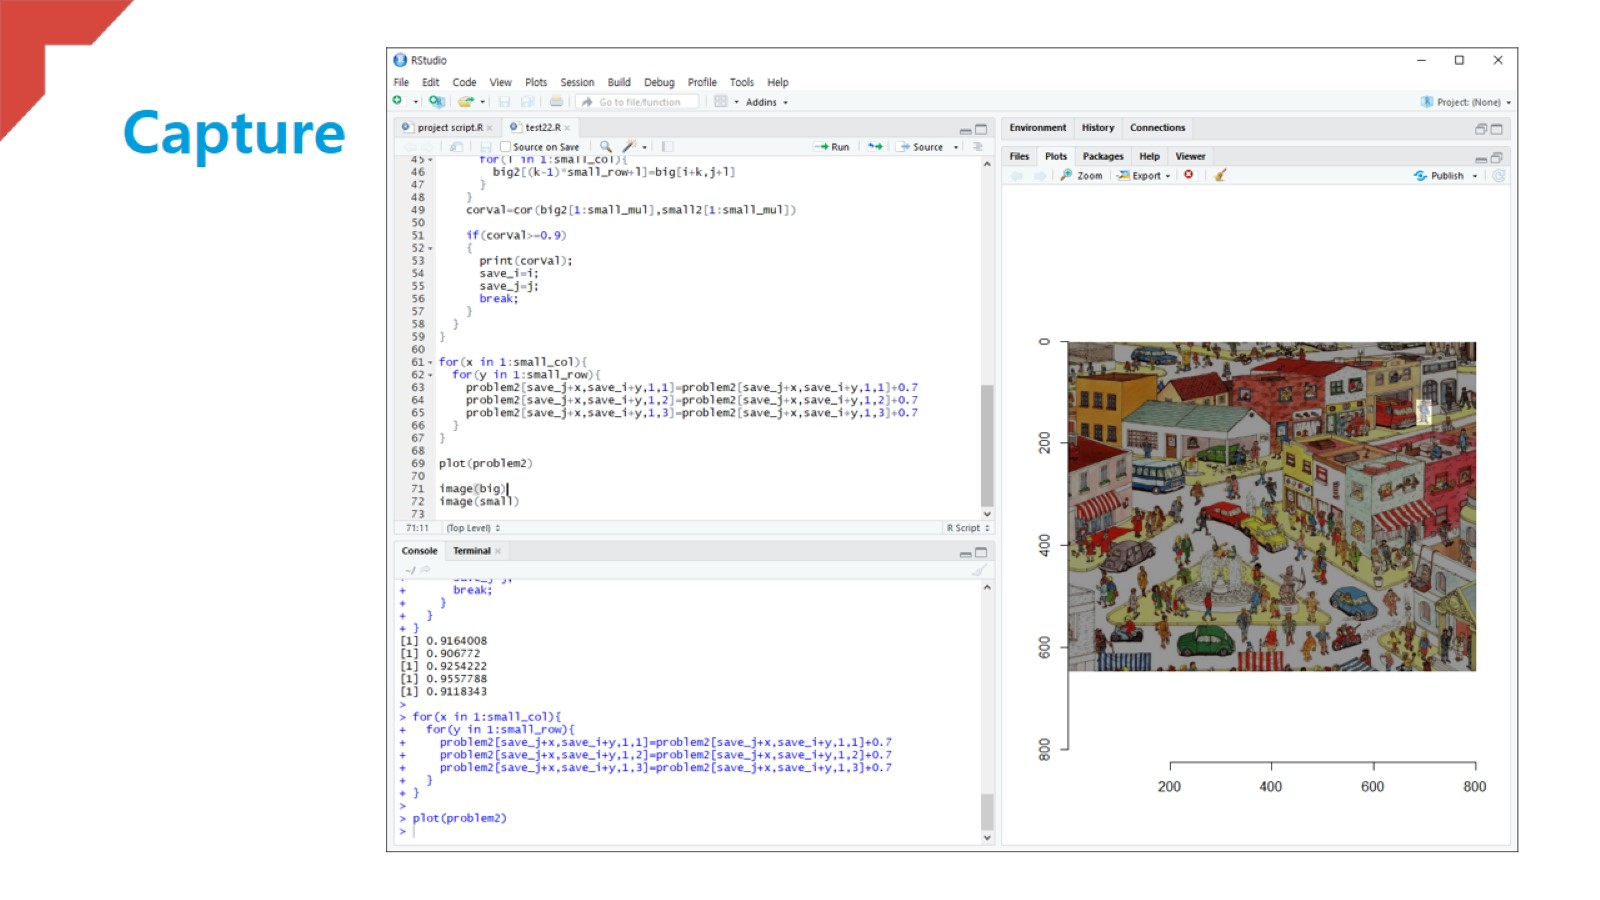 Capture
RStudio
File Edit Code View Plots Session Build Debug Profile Tools Help
Go to file/function Addins Project: (None)
project script.R test22.R
Source on Save Run Source
45 for(l in 1:small_col){
46 big2[(k-1)*small_row+l]=big[i+k,j+l]
47 }
48 }
49 corVal=cor(big2[1:small_mul],small2[1:small_mul])
50
51 if(corVal>=0.9)
52 {
53 print(corVal);
54 save_i=i;
55 save_j=j;
56 break;
57 }
58 }
59 }
60
61 for(x in 1:small_col){
62 for(y in 1:small_row){
63 problem2[save_j+x,save_i+y,1,1]=problem2[save_j+x,save_i+y,1,1]+0.7
64 problem2[save_j+x,save_i+y,1,2]=problem2[save_j+x,save_i+y,1,2]+0.7
65 problem2[save_j+x,save_i+y,1,3]=problem2[save_j+x,save_i+y,1,3]+0.7
66 }
67 }
68
69 plot(problem2)
70
71 image(big)
72 image(small)
73
71:11 (Top Level) R Script
Console Terminal
~/
+ save_j=j;
+ break;
+ }
+ }
+ }
[1] 0.9164008
[1] 0.906772
[1] 0.9254222
[1] 0.9557788
[1] 0.9118343
>
> for(x in 1:small_col){
+ for(y in 1:small_row){
+ problem2[save_j+x,save_i+y,1,1]=problem2[save_j+x,save_i+y,1,1]+0.7
+ problem2[save_j+x,save_i+y,1,2]=problem2[save_j+x,save_i+y,1,2]+0.7
+ problem2[save_j+x,save_i+y,1,3]=problem2[save_j+x,save_i+y,1,3]+0.7
+ }
+ }
>
> plot(problem2)
>
Environment History Connections
Files Plots Packages Help Viewer
Zoom Export Publish
0
200
400
600
800
200 400 600 800